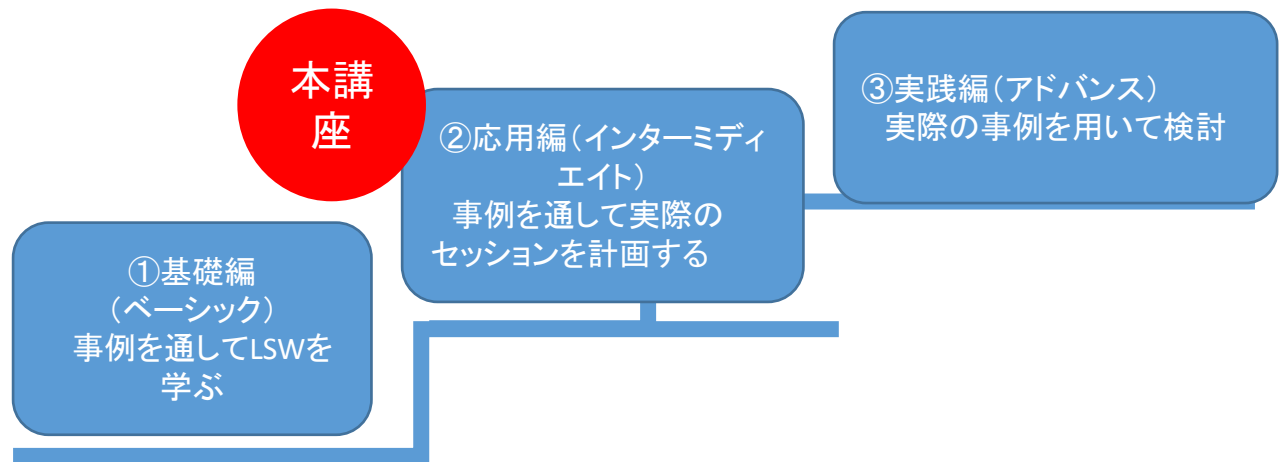 本講
座
①基礎編
(ベーシック)
事例を通してLSWを
学ぶ
②応用編(インターミディ
エイト)
事例を通して実際の
セッションを計画する
③実践編(アドバンス)
実際の事例を用いて検討